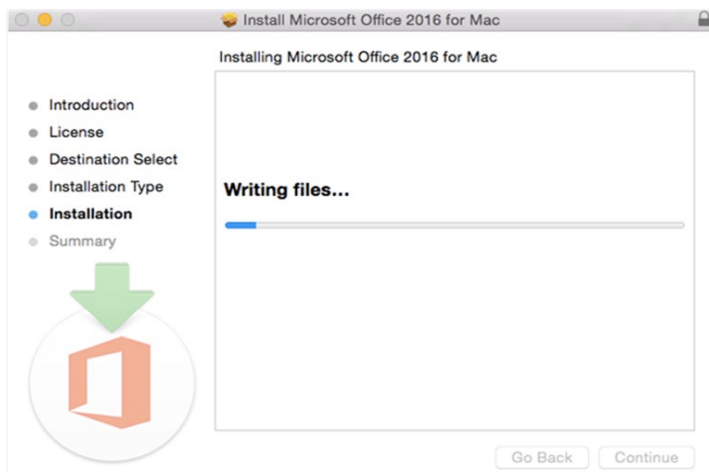 Install Microsoft Office 2016 for Mac
Installing Microsoft Office 2016 for Mac
Introduction
License
Destination Select
Installation Type
Installation
Summary
Writing files...
Go Back
Continue